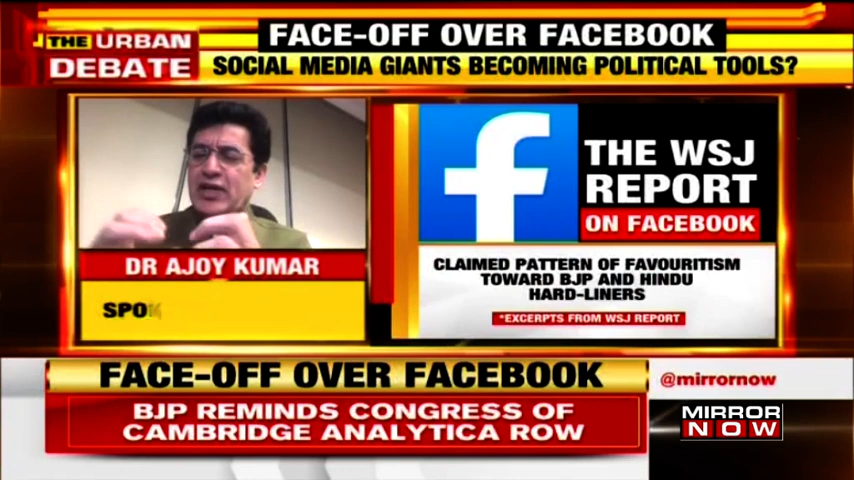 THE URBAN
DEBATE
FACE-OFF OVER FACEBOOK
SOCIAL MEDIA GIANTS BECOMING POLITICAL TOOLS?
DR AJOY KUMAR
THE WSJ
REPORT
ON FACEBOOK
CLAIMED PATTERN OF FAVOURITISM
TOWARD BJP AND HINDU
HARD-LINERS
*EXCERPTS FROM WSJ REPORT
FACE-OFF OVER FACEBOOK
BJP REMINDS CONGRESS OF
CAMBRIDGE ANALYTICA ROW
@mirrornow
MIRROR
NOW